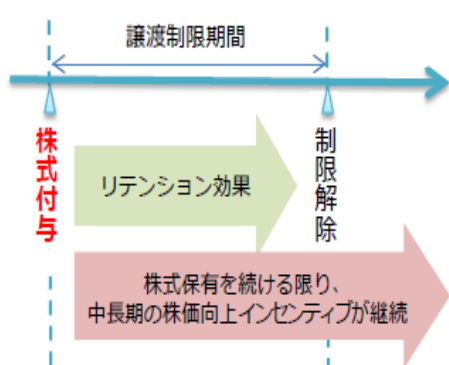 譲渡制限期間
株式付与
制限解除
リテンション効果
株式保有を続ける限り、
中長期の株価向上インセンティブが継続